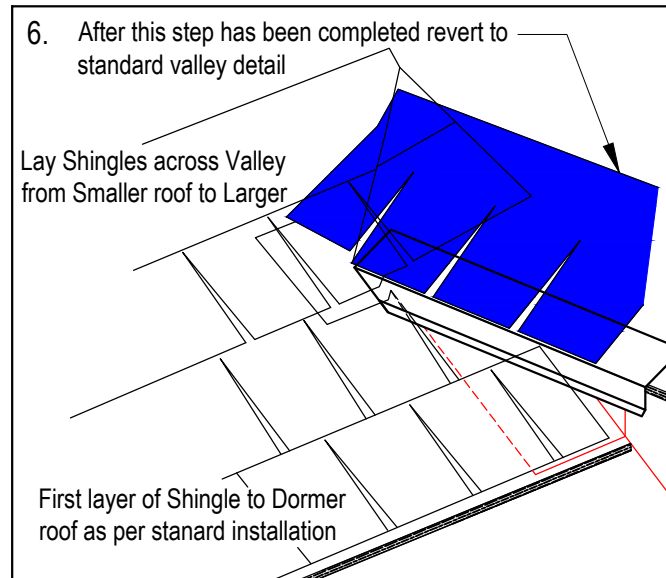 6. After this step has been completed revert to
standard valley detail
Lay Shingles across Valley
from Smaller roof to Larger
First layer of Shingle to Dormer
roof as per stanard installation